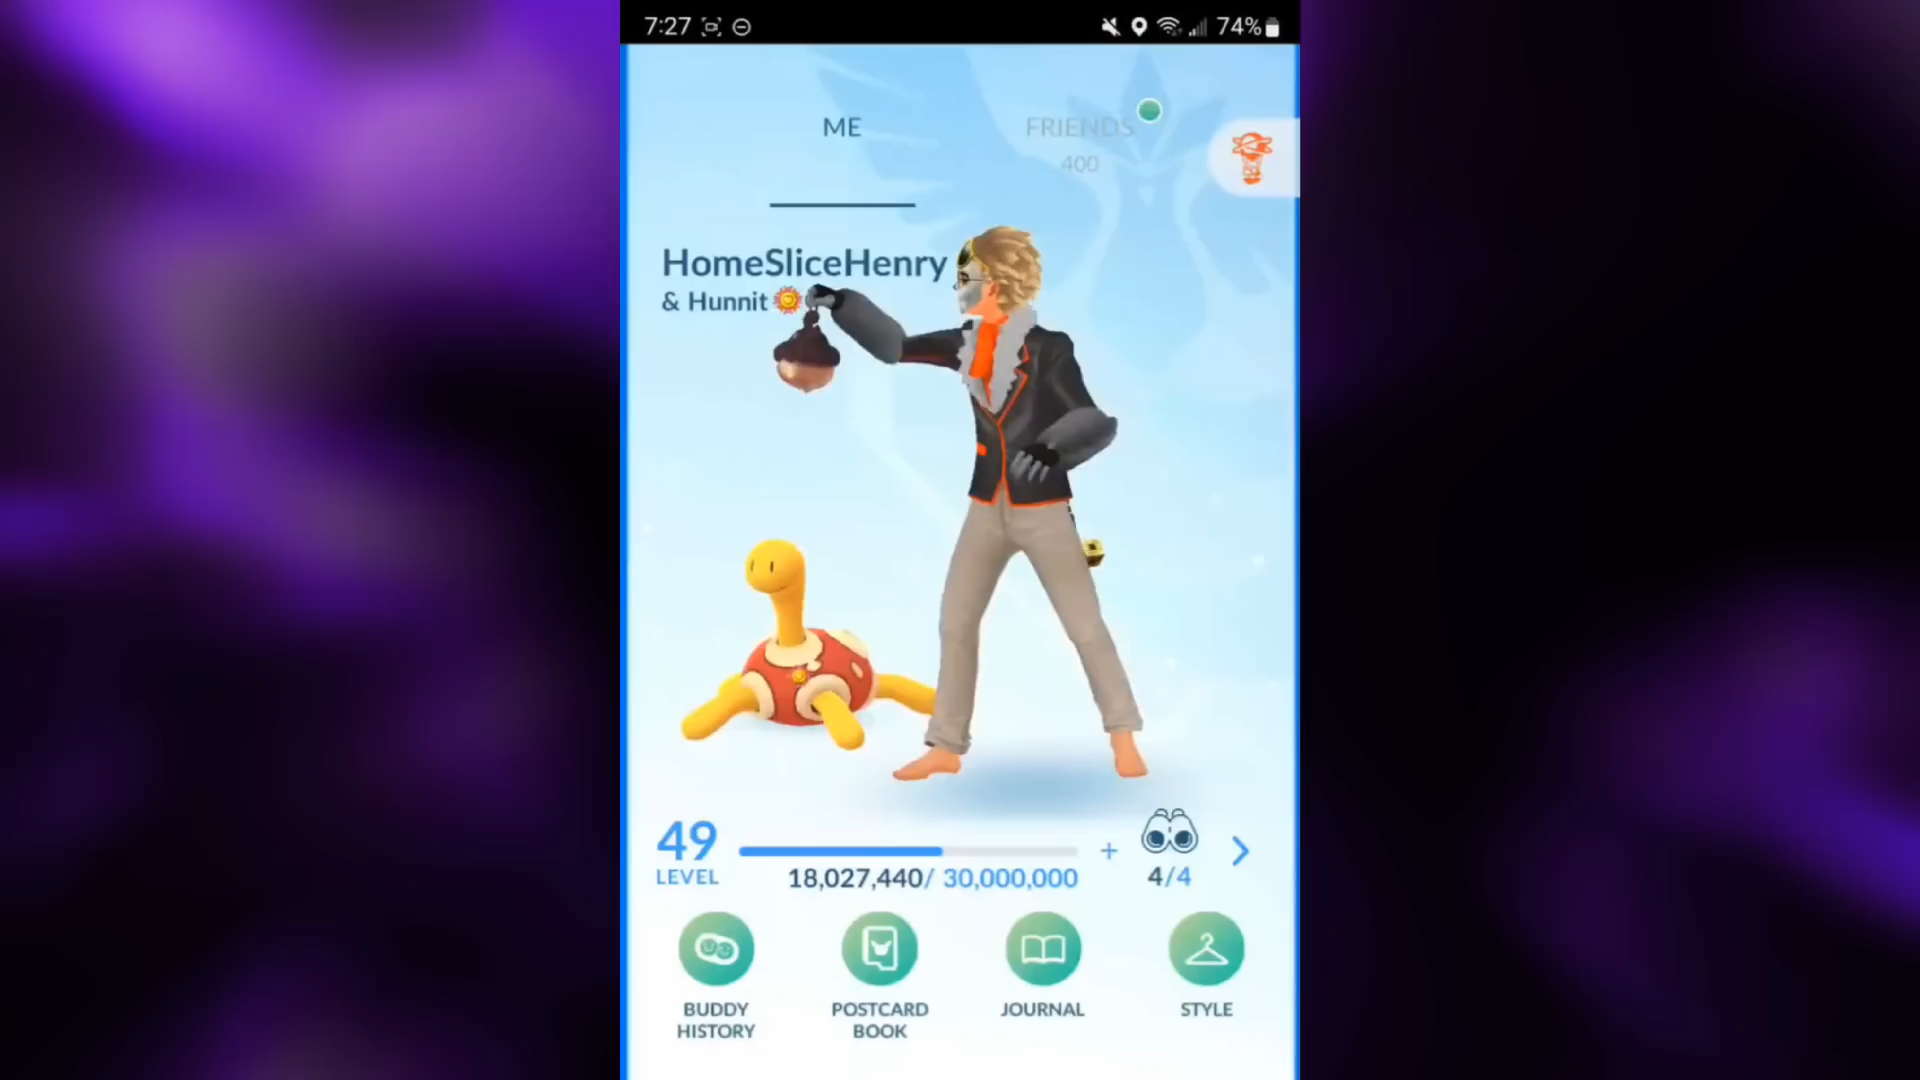 7:27
74%
ME
FRIENDS
400
HomeSliceHenry
& Hunnit
49
LEVEL
18,027,440/ 30,000,000
+
4/4
BUDDY
HISTORY
POSTCARD
BOOK
JOURNAL
STYLE